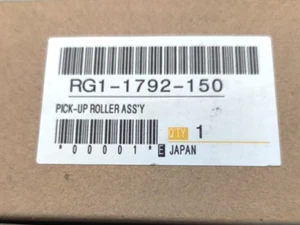 RG1-1792-150
PICK-UP ROLLER ASS'Y
QTY 1
*00001* E JAPAN